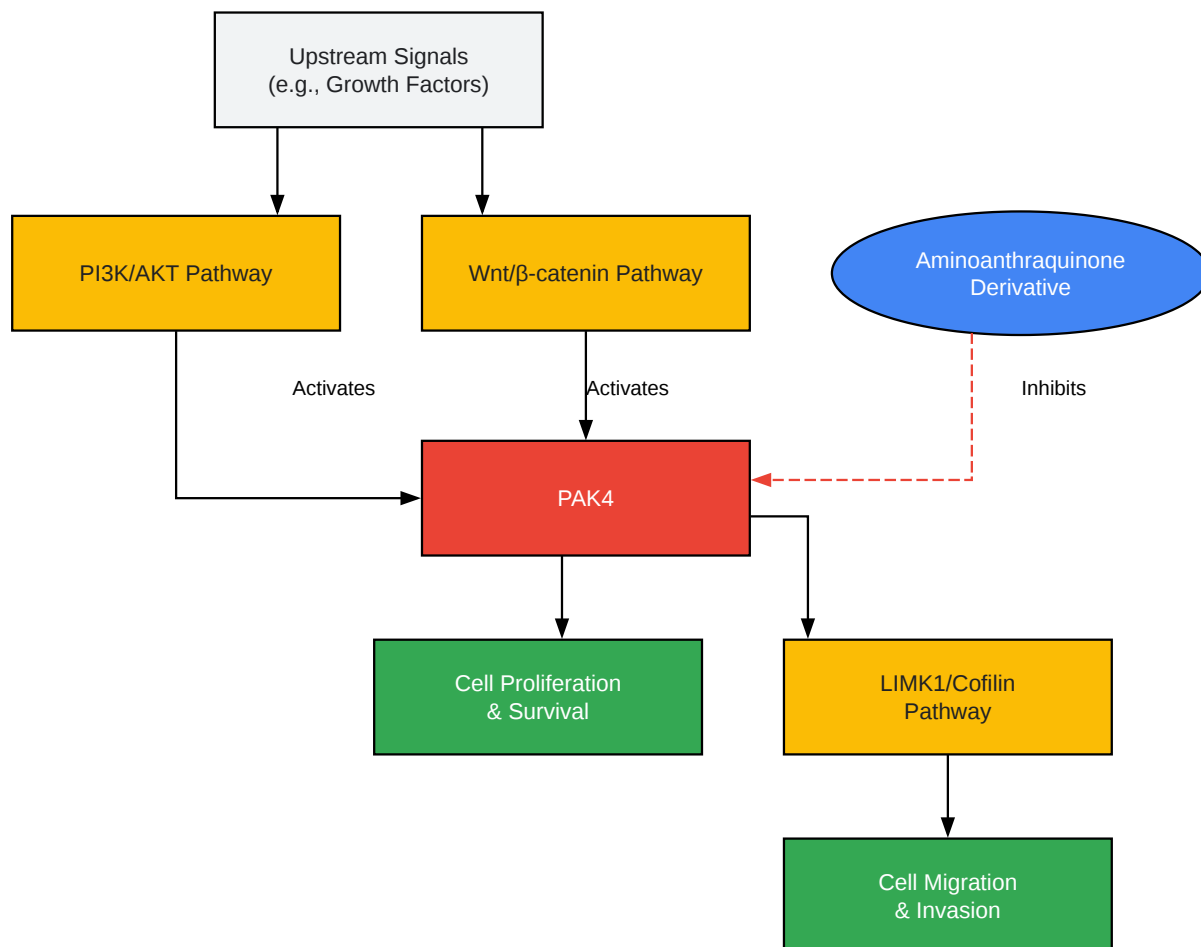 Upstream Signals
(e.g., Growth Factors)
PI3K/AKT Pathway
Wnt/β-catenin Pathway
Aminoanthraquinone
Derivative
Activates
Activates
Inhibits
PAK4
Cell Proliferation
& Survival
LIMK1/Cofilin
Pathway
Cell Migration
& Invasion